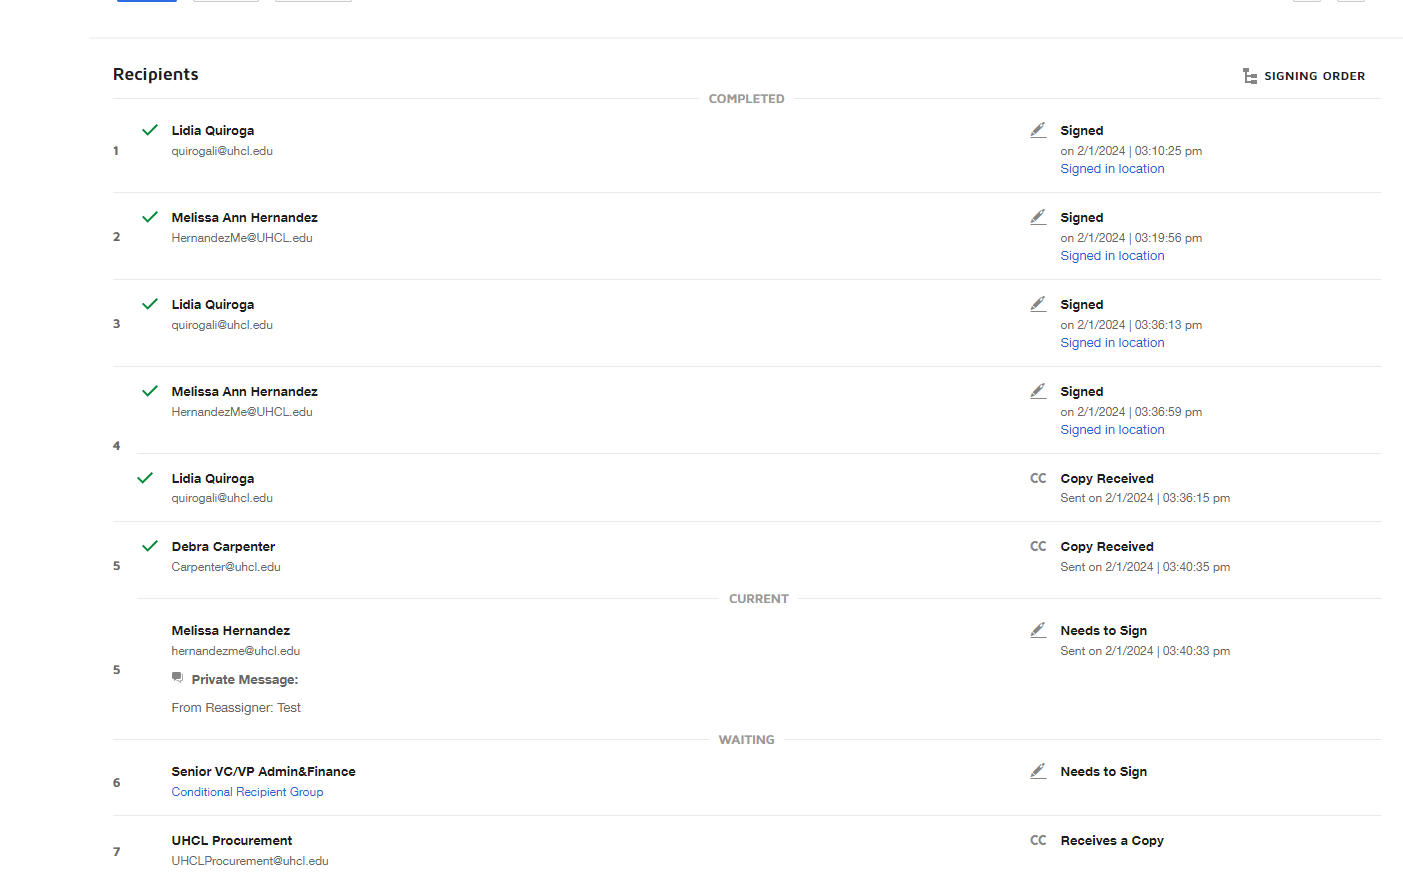 Recipients
SIGNING ORDER
COMPLETED
1
Lidia Quiroga
quirogali@uhcl.edu
Signed
on 2/1/2024 | 03:10:25 pm
Signed in location
2
Melissa Ann Hernandez
HernandezMe@UHCL.edu
Signed
on 2/1/2024 | 03:19:56 pm
Signed in location
3
Lidia Quiroga
quirogali@uhcl.edu
Signed
on 2/1/2024 | 03:36:13 pm
Signed in location
4
Melissa Ann Hernandez
HernandezMe@UHCL.edu
Signed
on 2/1/2024 | 03:36:59 pm
Signed in location
Lidia Quiroga
quirogali@uhcl.edu
CC Copy Received
Sent on 2/1/2024 | 03:36:15 pm
5
Debra Carpenter
Carpenter@uhcl.edu
CC Copy Received
Sent on 2/1/2024 | 03:40:35 pm
CURRENT
5
Melissa Hernandez
hernandezme@uhcl.edu
Private Message:
From Reassigner: Test
Needs to Sign
Sent on 2/1/2024 | 03:40:33 pm
WAITING
6
Senior VC/VP Admin&Finance
Conditional Recipient Group
Needs to Sign
7
UHCL Procurement
UHCLProcurement@uhcl.edu
CC Receives a Copy